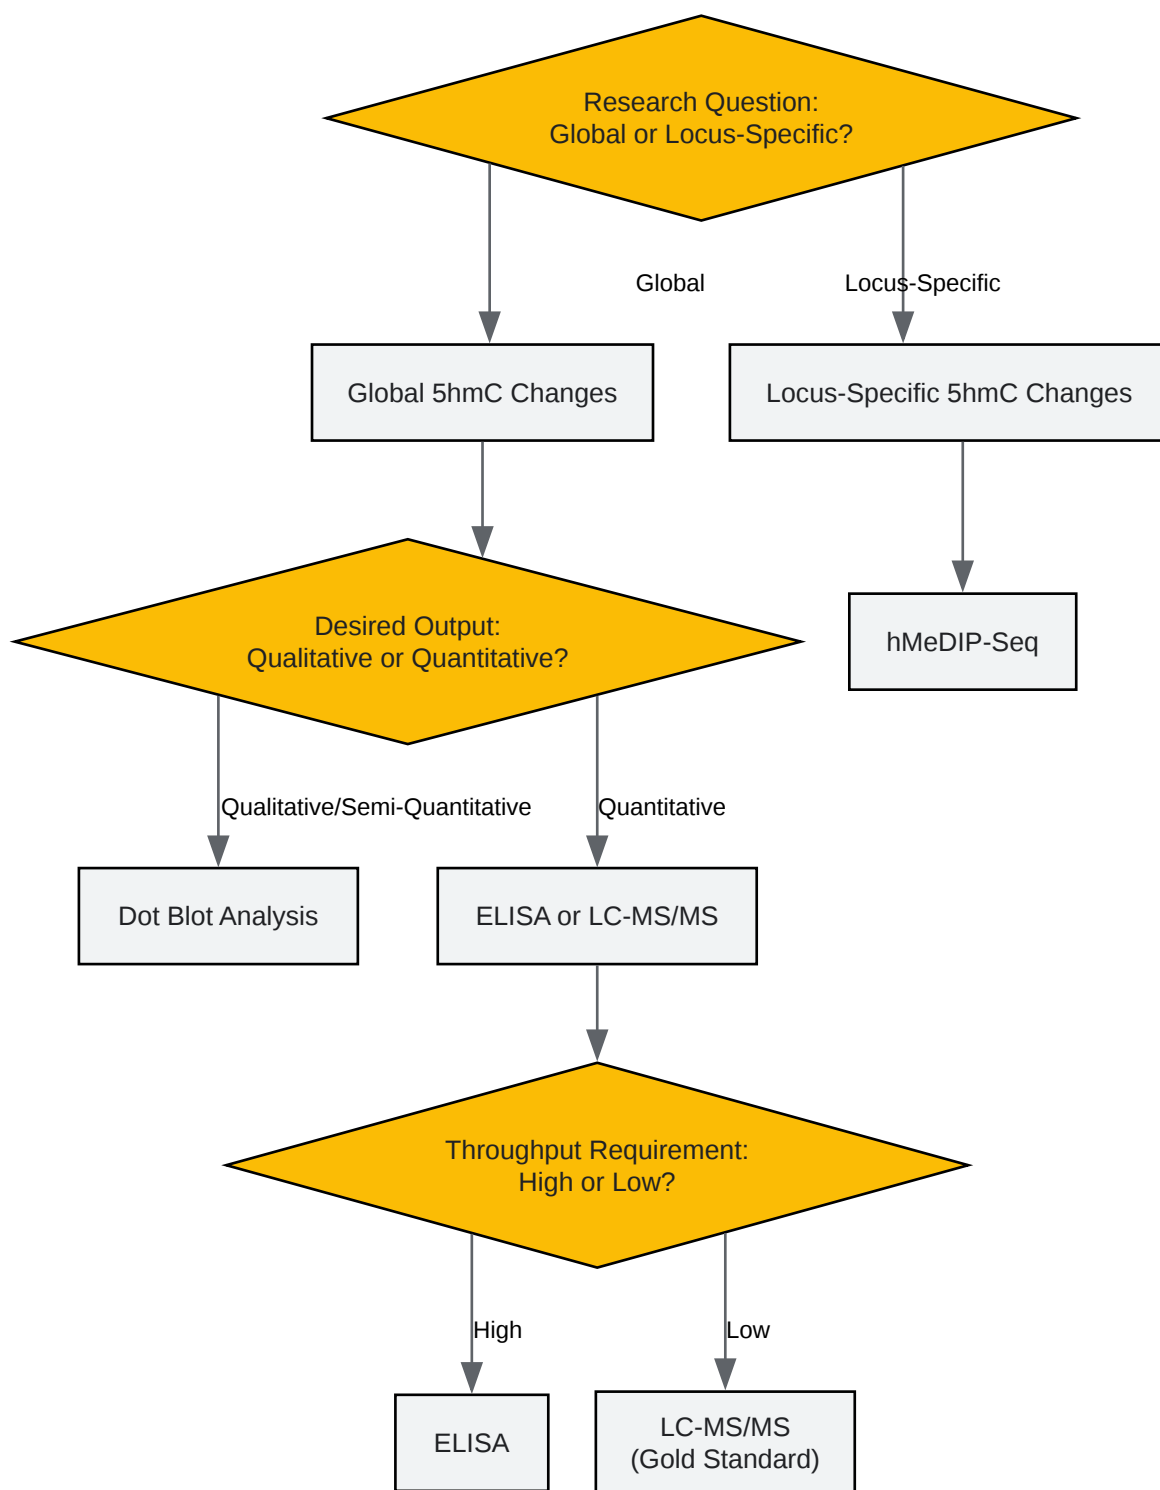 Research Question:
Global or Locus-Specific?
Global
Locus-Specific
Global 5hmC Changes
Locus-Specific 5hmC Changes
Desired Output:
Qualitative or Quantitative?
hMeDIP-Seq
Qualitative/Semi-Quantitative
Quantitative
Dot Blot Analysis
ELISA or LC-MS/MS
Throughput Requirement:
High or Low?
High
Low
ELISA
LC-MS/MS
(Gold Standard)